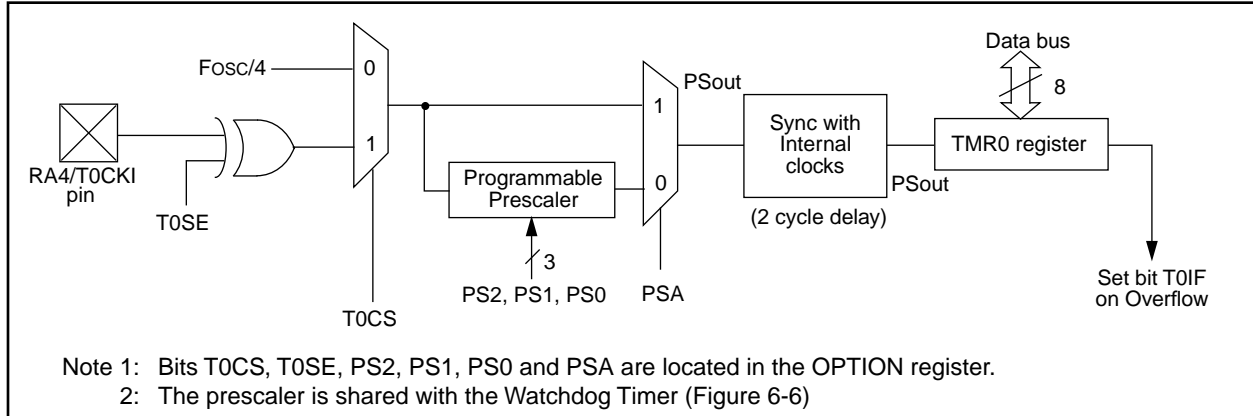 Data bus
8
FOSC/4
0
1
PSout
1
0
Sync with
Internal
clocks
(2 cycle delay)
PSout
TMR0 register
RA4/T0CKI
pin
T0SE
Programmable
Prescaler
3
PS2, PS1, PS0
PSA
T0CS
Set bit T0IF
on Overflow
Note 1: Bits T0CS, T0SE, PS2, PS1, PS0 and PSA are located in the OPTION register.
2: The prescaler is shared with the Watchdog Timer (Figure 6-6)